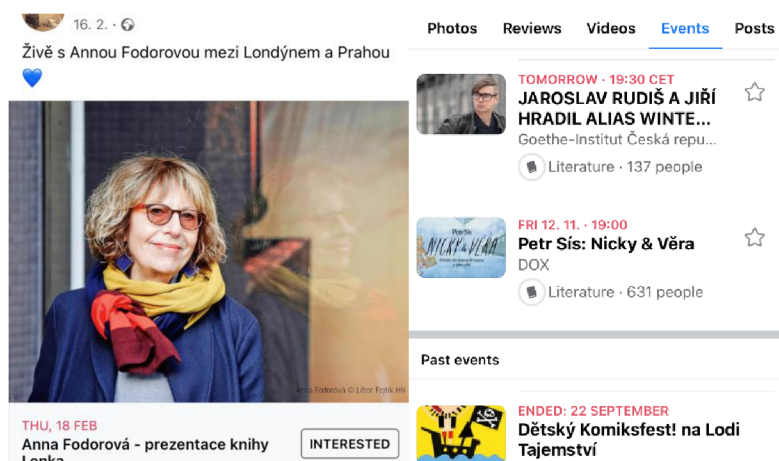 16. 2. ·
Živě s Annou Fodorovou mezi Londýnem a Prahou
💙
Anna Fodorová © Libor Fojtík HN
THU, 18 FEB
Anna Fodorová - prezentace knihy
Lenka
INTERESTED
Photos Reviews Videos Events Posts
TOMORROW · 19:30 CET
JAROSLAV RUDIŠ A JIŘÍ
HRADIL ALIAS WINTE...
Goethe-Institut Česká repu...
Literature · 137 people
Petr Sís
NICKY & VĚRA
FRI 12. 11. · 19:00
Petr Sís: Nicky & Věra
DOX
Literature · 631 people
Past events
ENDED: 22 SEPTEMBER
Dětský Komiksfest! na Lodi
Tajemství